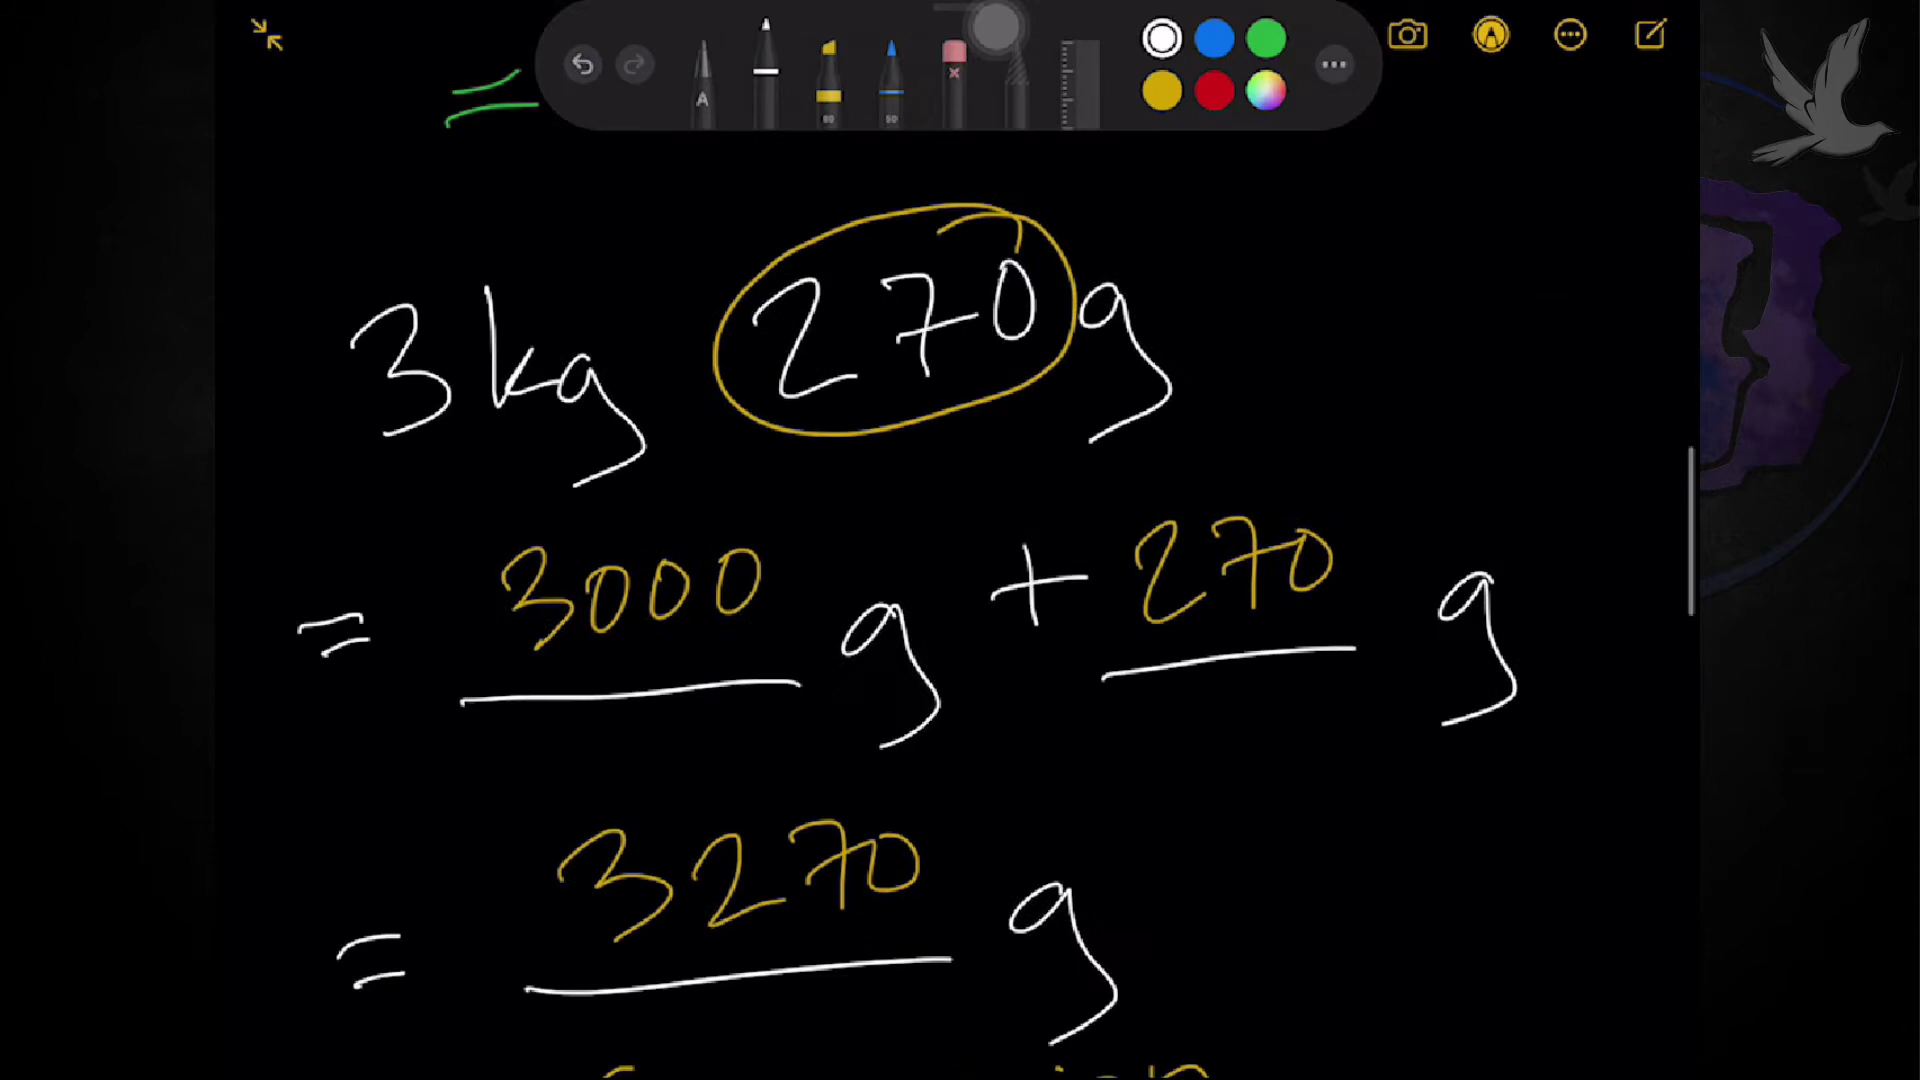 =
3kg 270g
= 3000 g + 270 g
= 3270 g